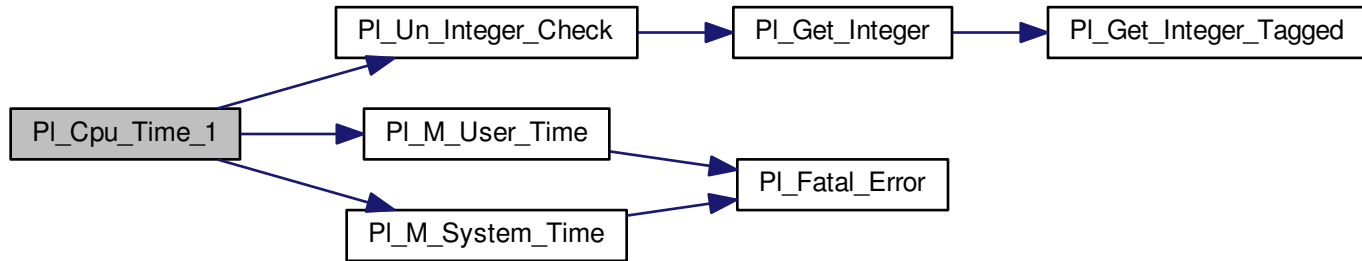 Pl_Un_Integer_Check
Pl_Get_Integer
Pl_Get_Integer_Tagged
Pl_Cpu_Time_1
Pl_M_User_Time
Pl_Fatal_Error
Pl_M_System_Time